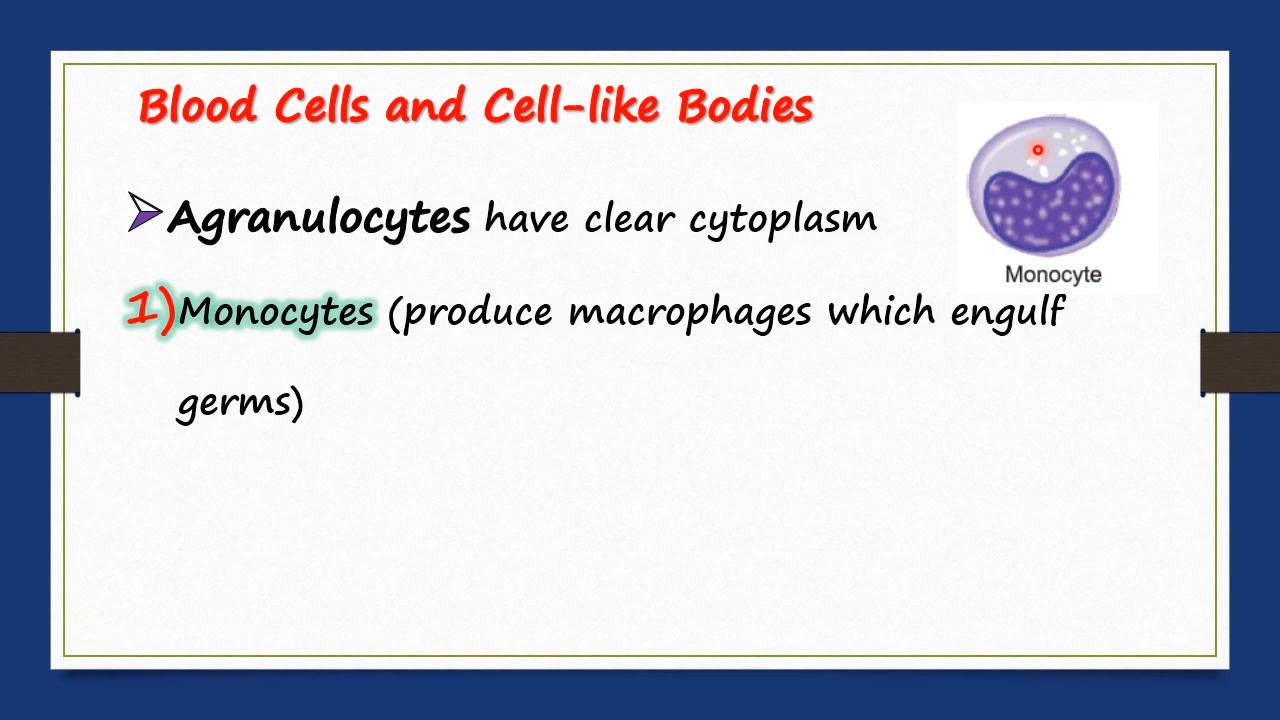 Blood Cells and Cell-like Bodies
Agranulocytes have clear cytoplasm
Monocyte
1)Monocytes (produce macrophages which engulf
germs)